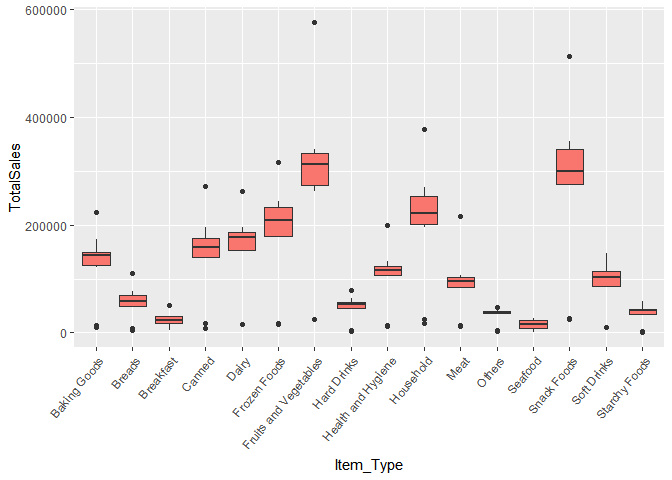 600000
400000
200000
0
TotalSales
Baking Goods
Breads
Breakfast
Canned
Dairy
Frozen Foods
Fruits and Vegetables
Hard Drinks
Health and Hygiene
Household
Meat
Others
Seafood
Snack Foods
Soft Drinks
Starchy Foods
Item_Type